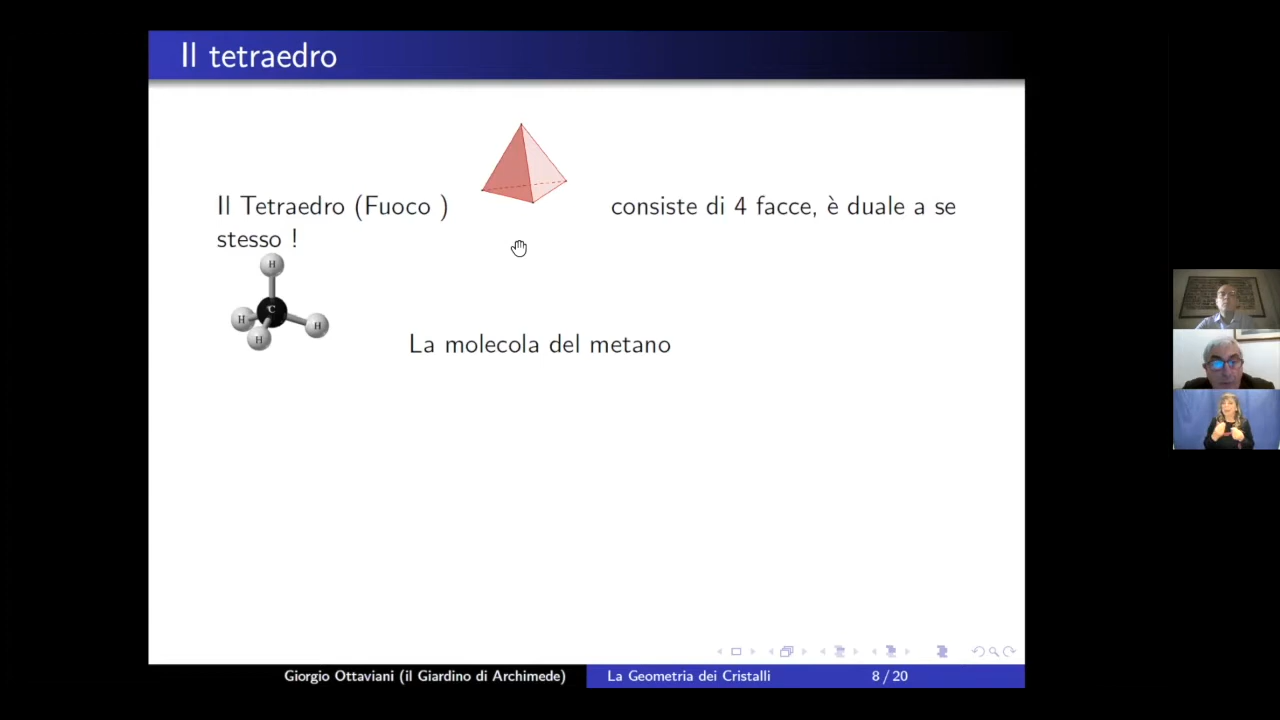 Il tetraedro
Il Tetraedro (Fuoco ) consiste di 4 facce, è duale a se
stesso !
H
C
H
H
H
La molecola del metano
Giorgio Ottaviani (il Giardino di Archimede) La Geometria dei Cristalli 8 / 20